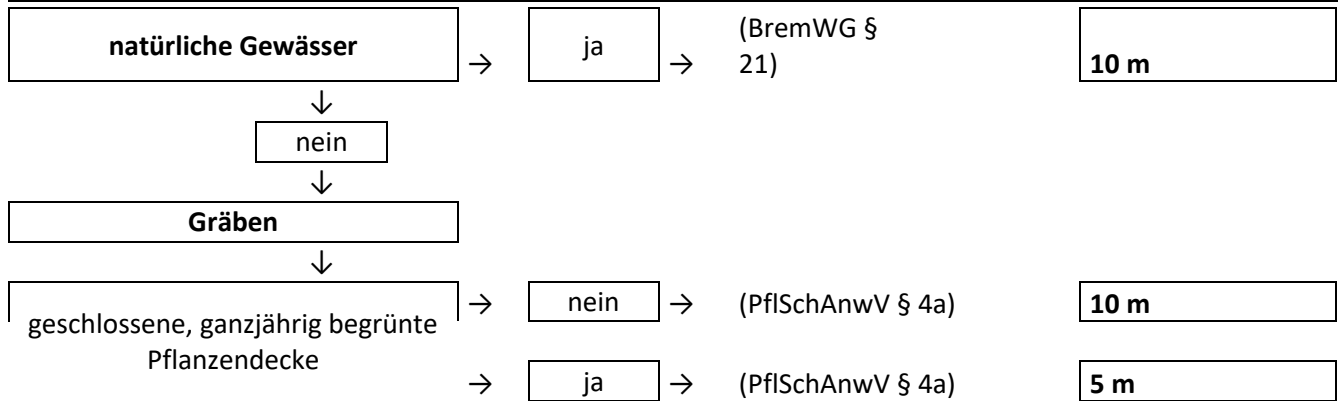 natürliche Gewässer → ja → (BremWG §
21) 10 m
↓
nein
↓
Gräben
↓
geschlossene, ganzjährig begrünte
Pflanzendecke
→ nein → (PflSchAnwV § 4a) 10 m
→ ja → (PflSchAnwV § 4a) 5 m